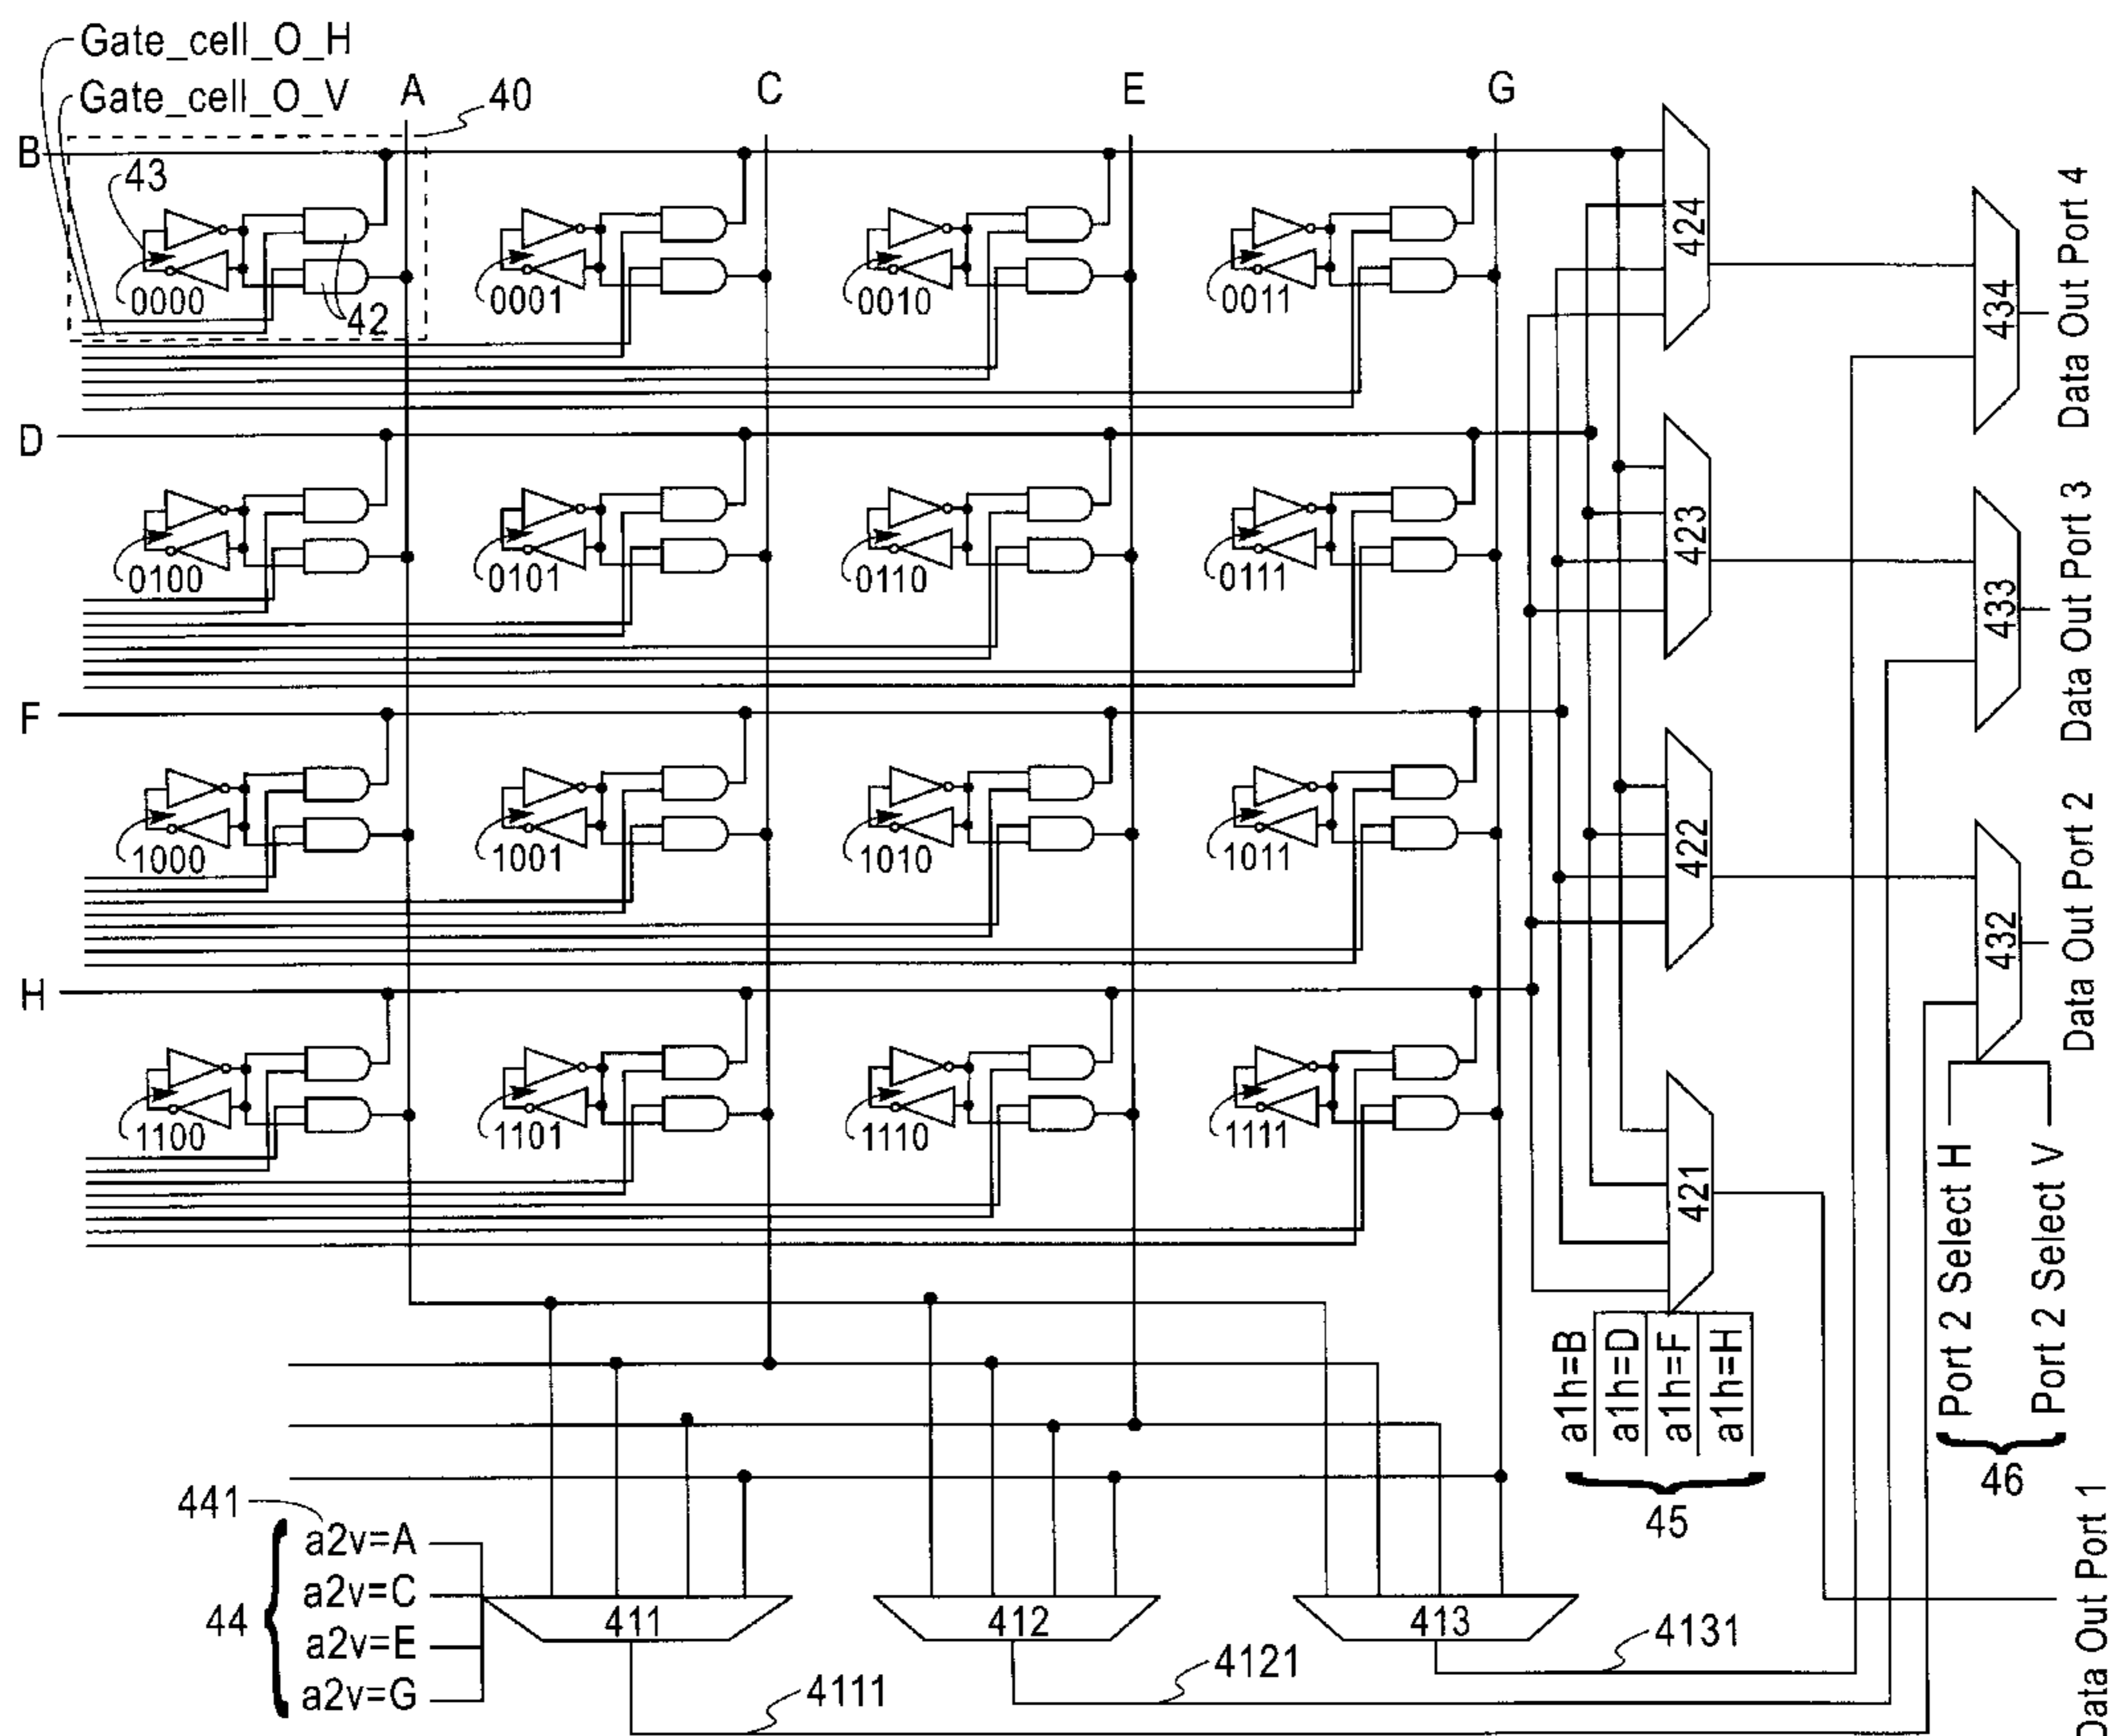 Gate_cell_O_H
Gate_cell_O_V
A
40
C
E
G
B
43
42
0000
0001
0010
0011
424
434
Data Out Port 4
D
0100
0101
0110
0111
423
433
Data Out Port 3
F
1000
1001
1010
1011
422
432
Data Out Port 2
H
1100
1101
1110
1111
421
Port 2 Select H
Port 2 Select V
46
a1h=B
a1h=D
a1h=F
a1h=H
45
441
44
a2v=A
a2v=C
a2v=E
a2v=G
411
412
413
4111
4121
4131
Data Out Port 1